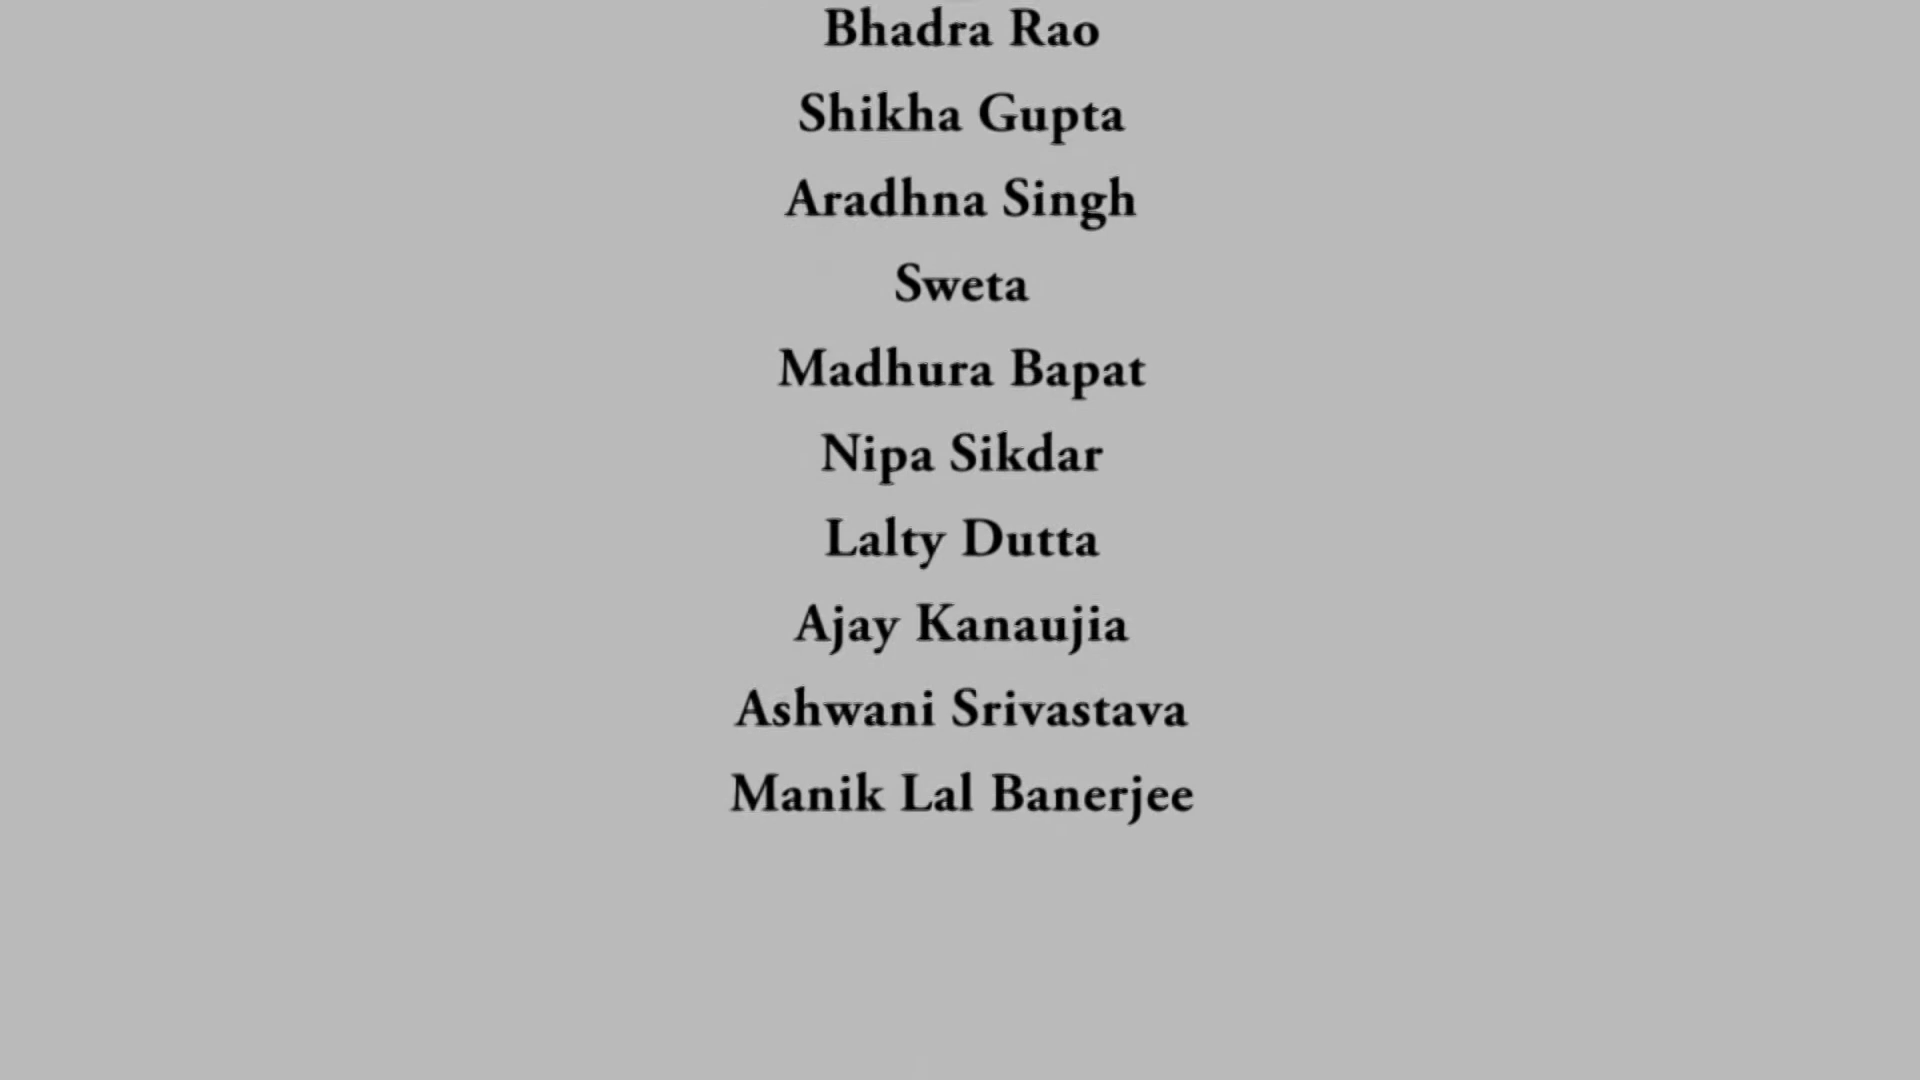 Bhadra Rao
Shikha Gupta
Aradhna Singh
Sweta
Madhura Bapat
Nipa Sikdar
Lalty Dutta
Ajay Kanaujia
Ashwani Srivastava
Manik Lal Banerjee